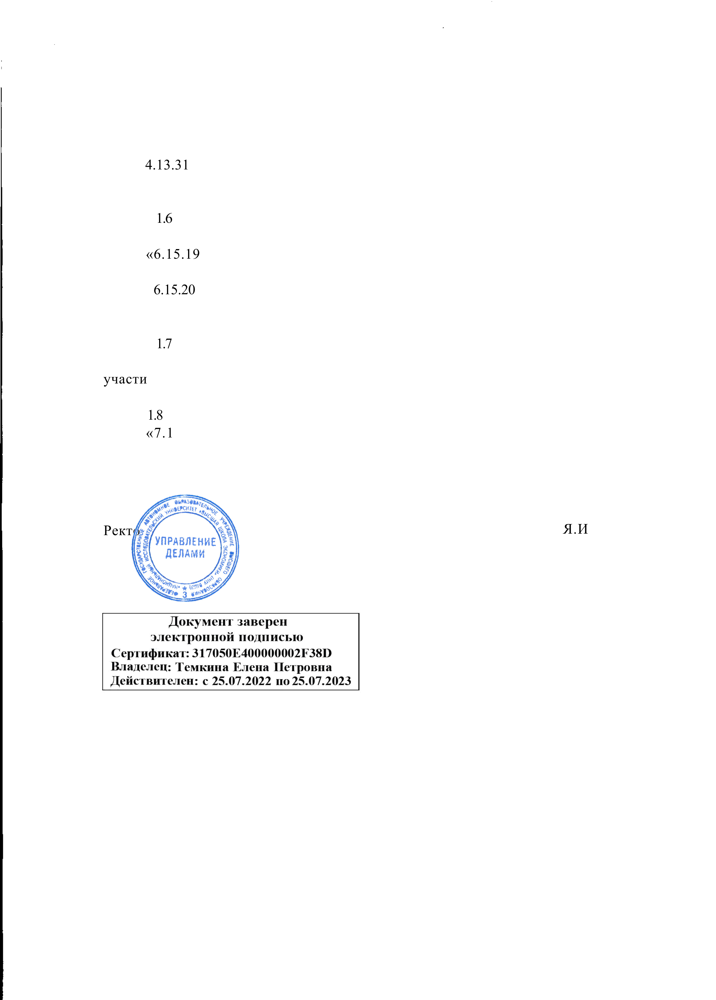 4.13.31
1.6
«6.15.19
6.15.20
1.7
участи
1.8
«7.1
Ректо
Я.И
ФЕДЕРАЛЬНОЕ ГОСУДАРСТВЕННОЕ АВТОНОМНОЕ ОБРАЗОВАТЕЛЬНОЕ УЧРЕЖДЕНИЕ ВЫСШЕГО ОБРАЗОВАНИЯ 3
«НАЦИОНАЛЬНЫЙ ИССЛЕДОВАТЕЛЬСКИЙ УНИВЕРСИТЕТ «ВЫСШАЯ ШКОЛА ЭКОНОМИКИ» (НИУ ВШЭ) *
УПРАВЛЕНИЕ
ДЕЛАМИ
Документ заверен
электронной подписью
Сертификат: 317050E400000002F38D
Владелец: Темкина Елена Петровна
Действителен: с 25.07.2022 по 25.07.2023